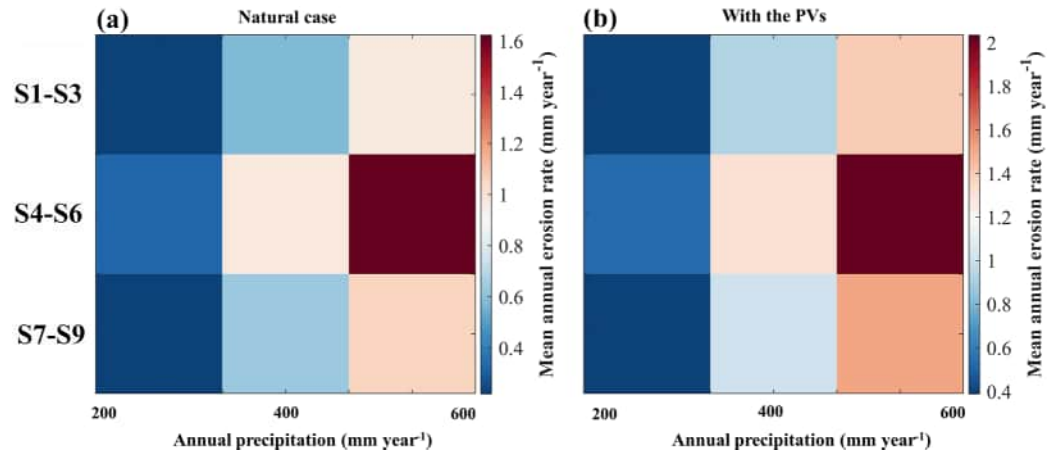 (a) Natural case
(b) With the PVs
S1-S3
S4-S6
S7-S9
1.6
1.4
1.2
1
0.8
0.6
0.4
Mean annual erosion rate (mm year⁻¹)
200 400 600
Annual precipitation (mm year⁻¹)
2
1.8
1.6
1.4
1.2
1
0.8
0.6
0.4
Mean annual erosion rate (mm year⁻¹)
200 400 600
Annual precipitation (mm year⁻¹)